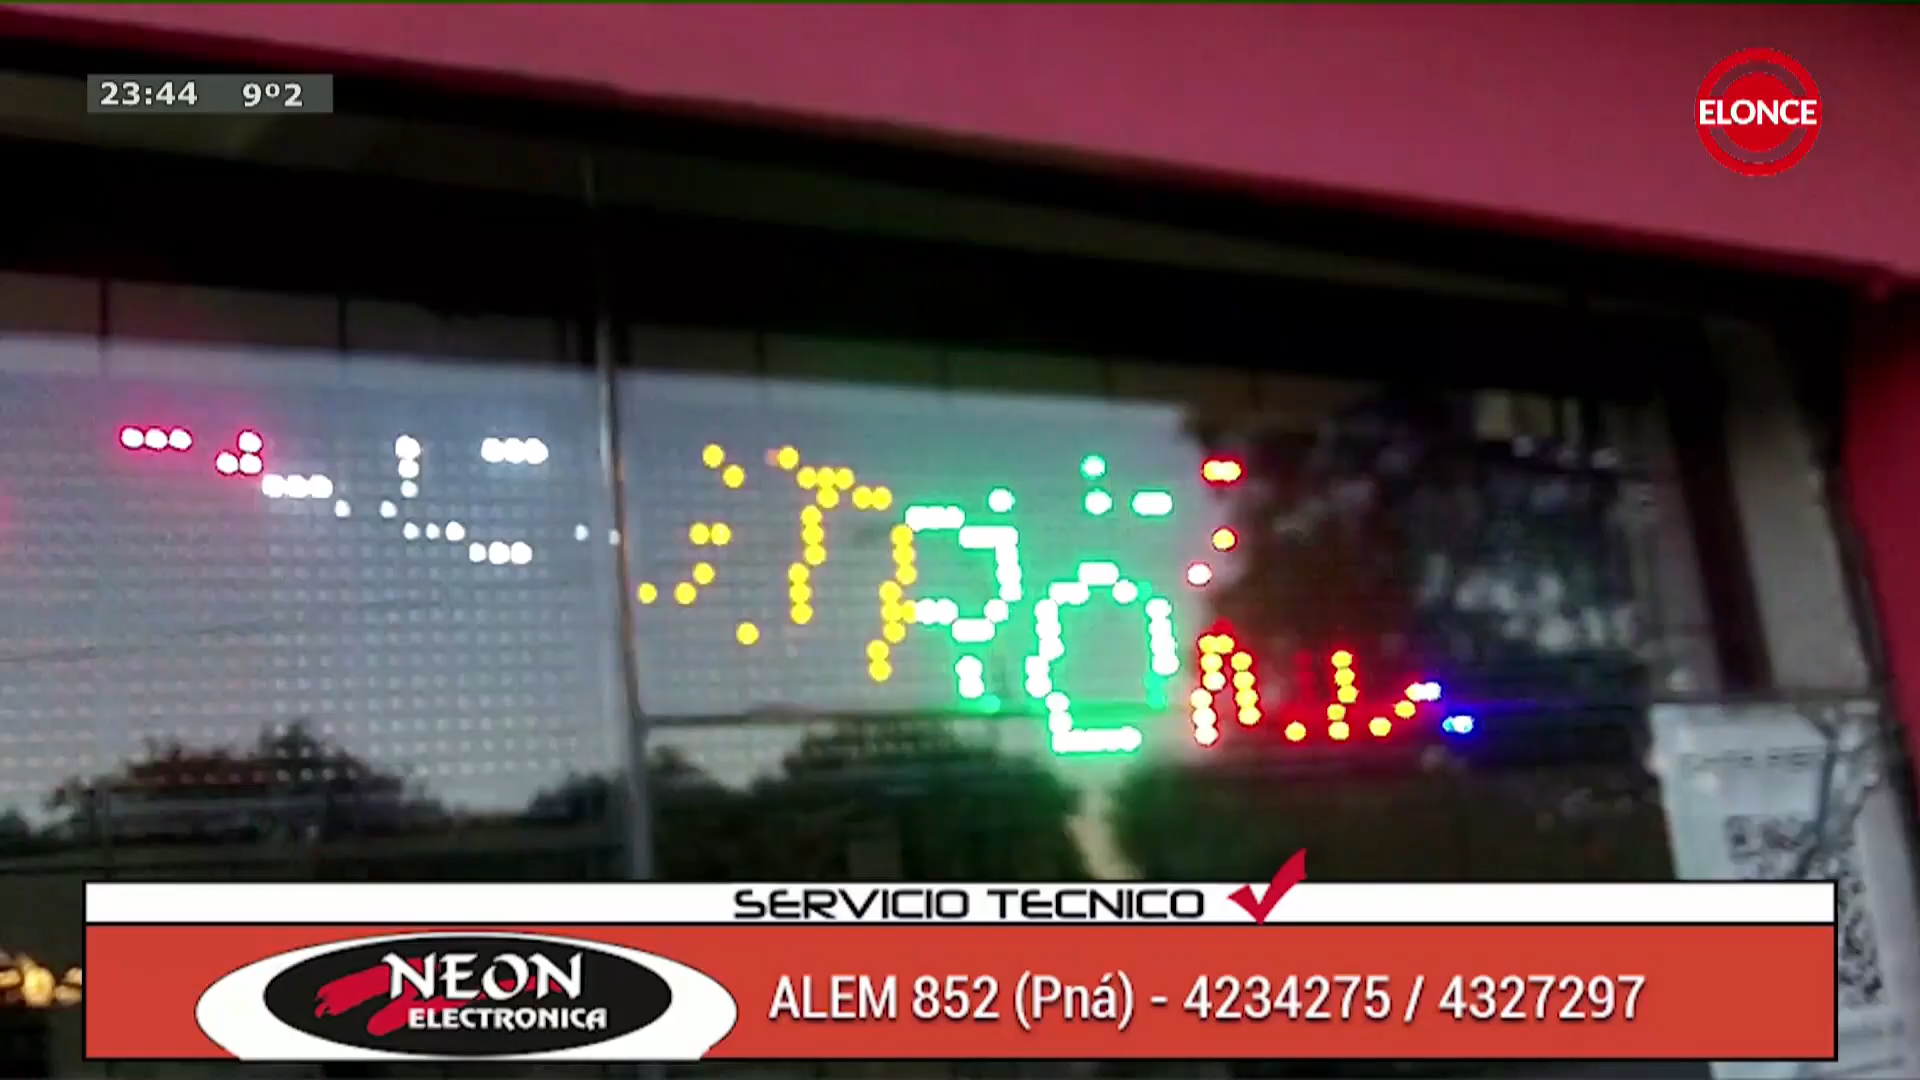 23:44 9º2
ELONCE
SERVICIO TECNICO
NEON
ELECTRONICA
ALEM 852 (Pná) - 4234275 / 4327297